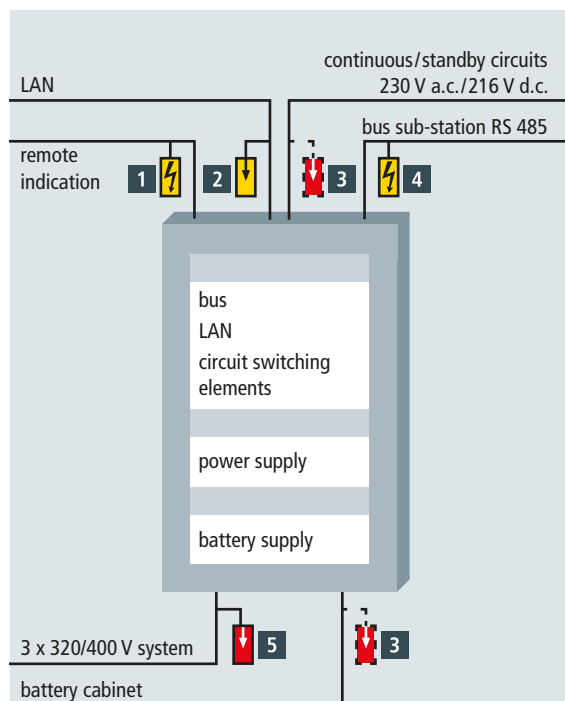 continuous/standby circuits
LAN
230 V a.c./216 V d.c.
bus sub-station RS 485
remote
indication
1
2
3
4
bus
LAN
circuit switching
elements
power supply
battery supply
3 x 320/400 V system
5
3
battery cabinet